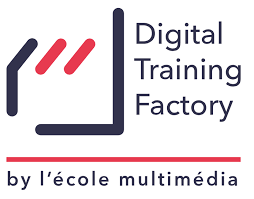 Digital
Training
Factory
by l'école multimédia